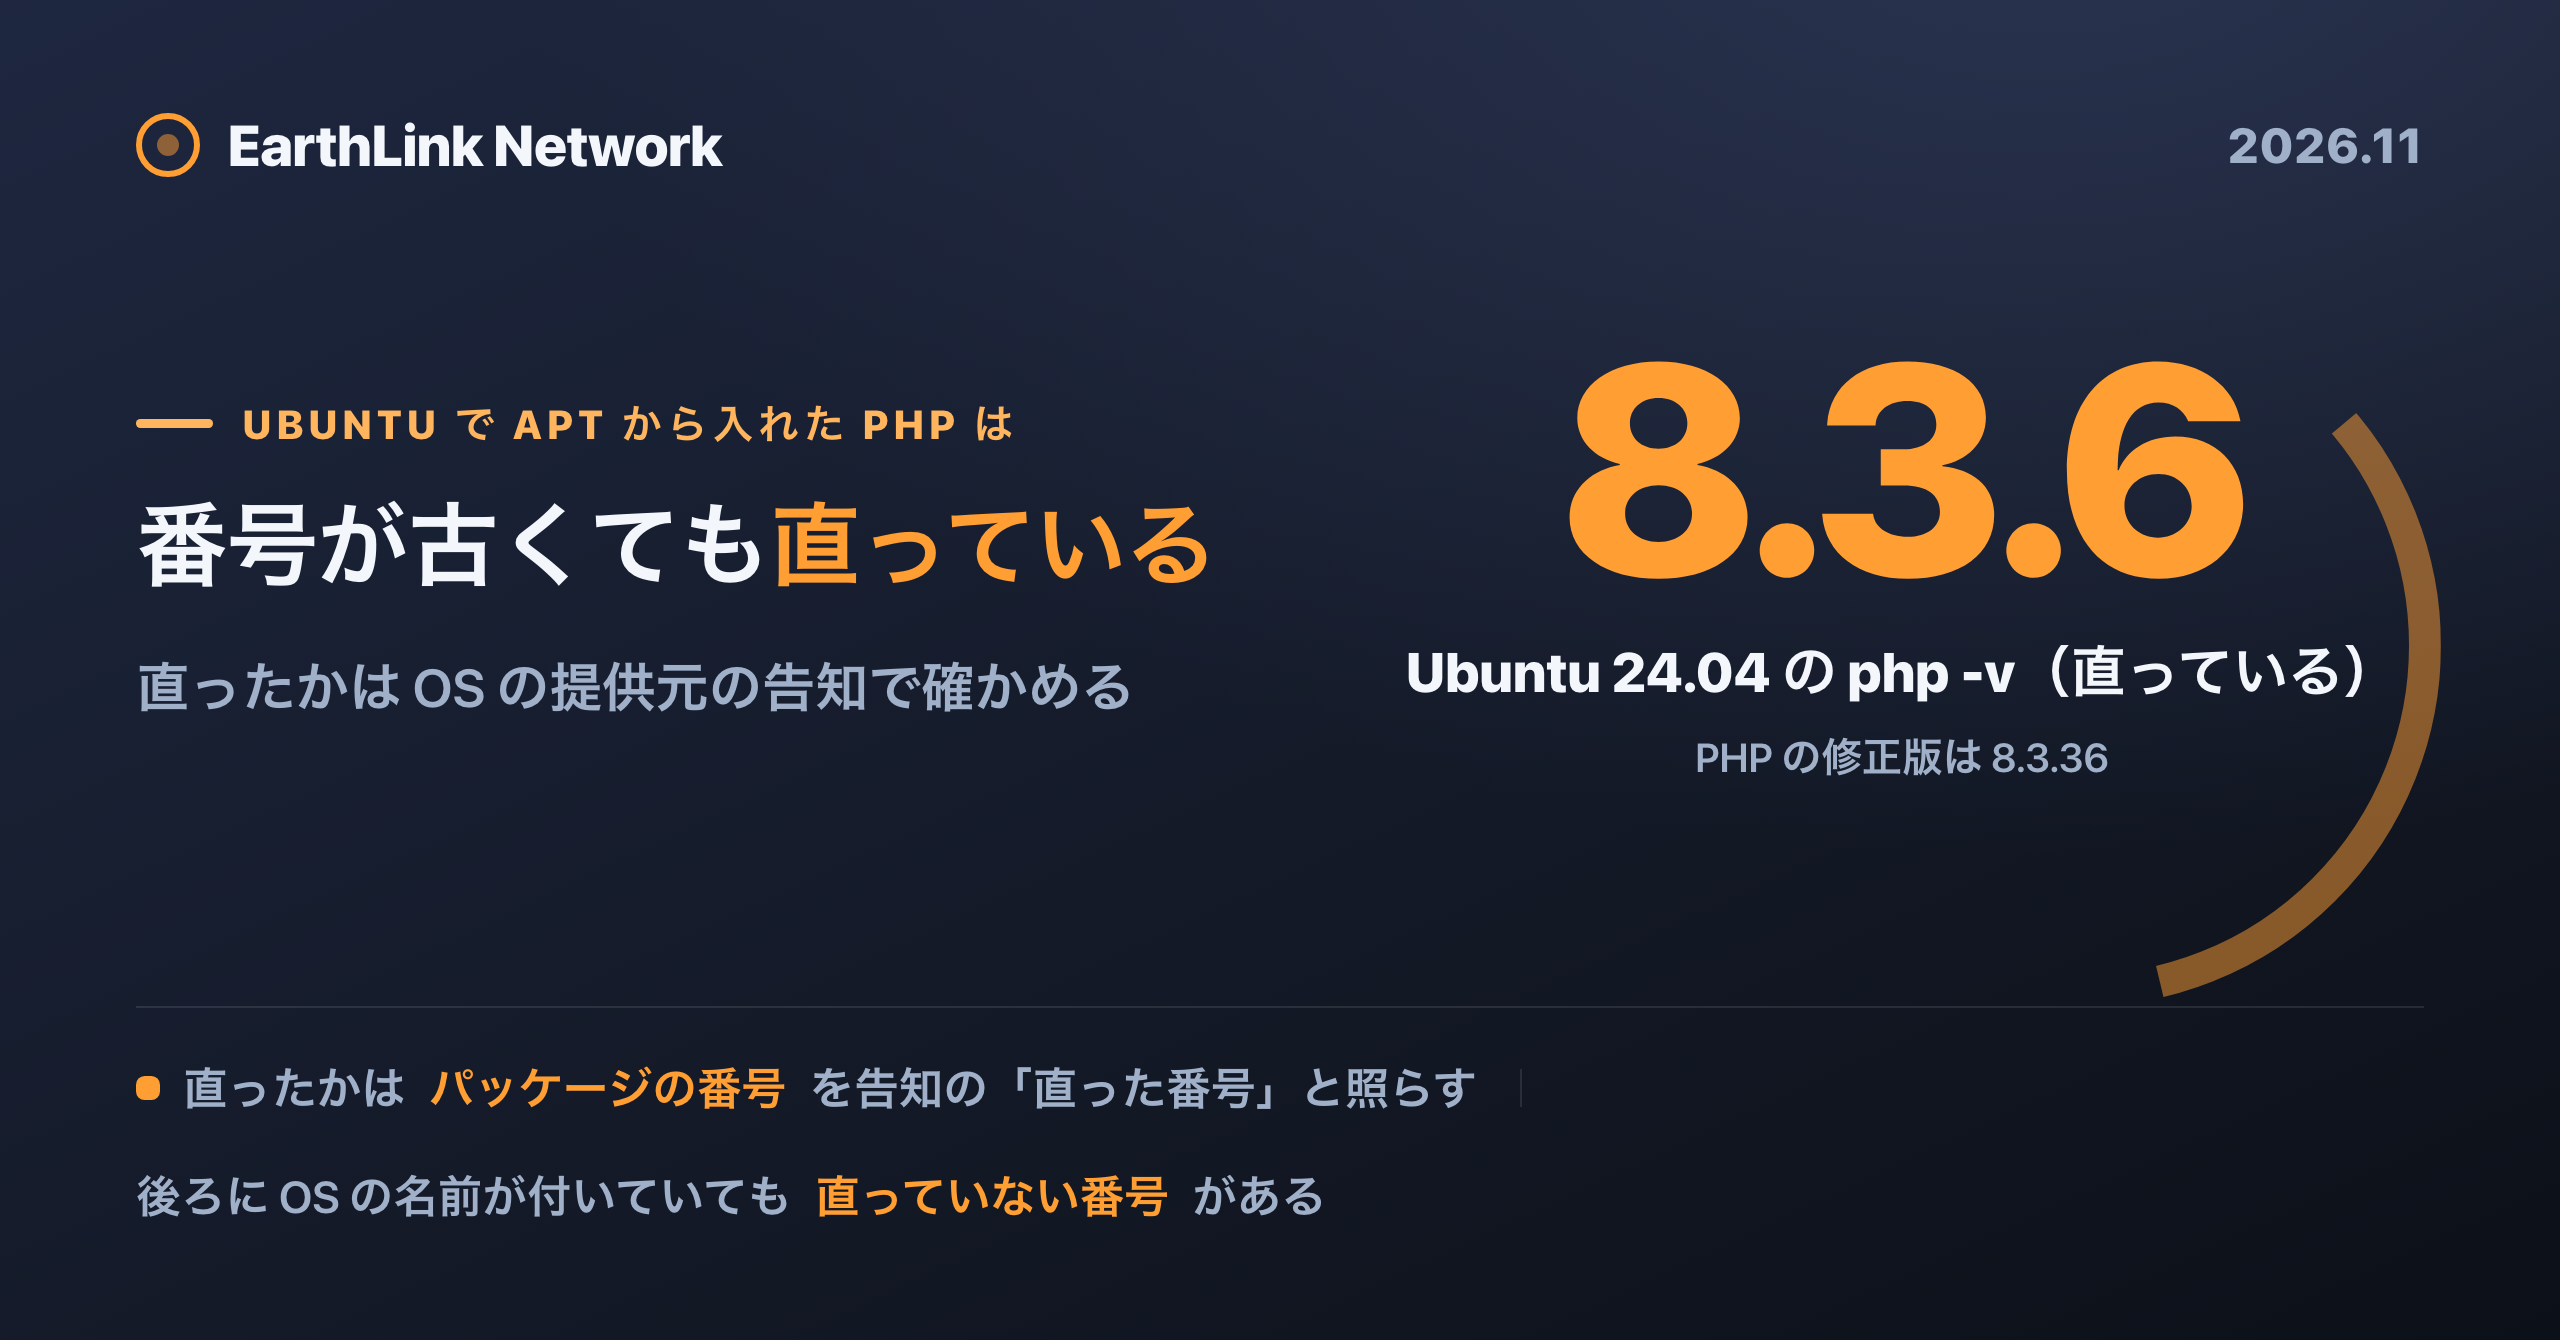 EarthLink Network
2026.11
UBUNTU で APT から入れた PHP は
番号が古くても直っている
直ったかは OS の提供元の告知で確かめる
8.3.6
Ubuntu 24.04 の php -v（直っている）
PHP の修正版は 8.3.36
直ったかは パッケージの番号 を告知の「直った番号」と照らす
後ろに OS の名前が付いていても 直っていない番号 がある